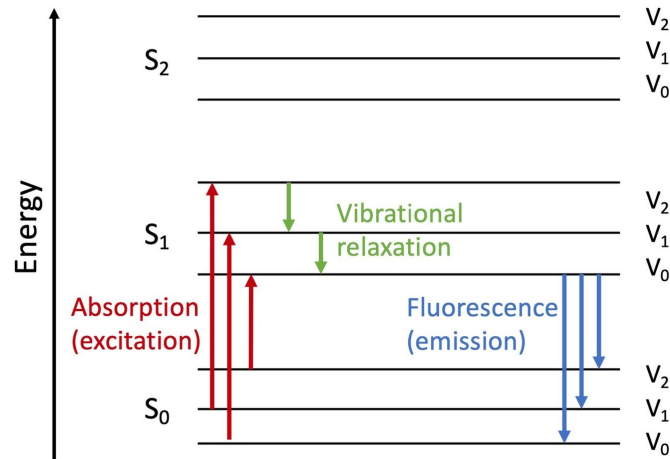 Energy
S₂
V₂
V₁
V₀
S₁
Vibrational
relaxation
V₂
V₁
V₀
Absorption
(excitation)
Fluorescence
(emission)
S₀
V₂
V₁
V₀